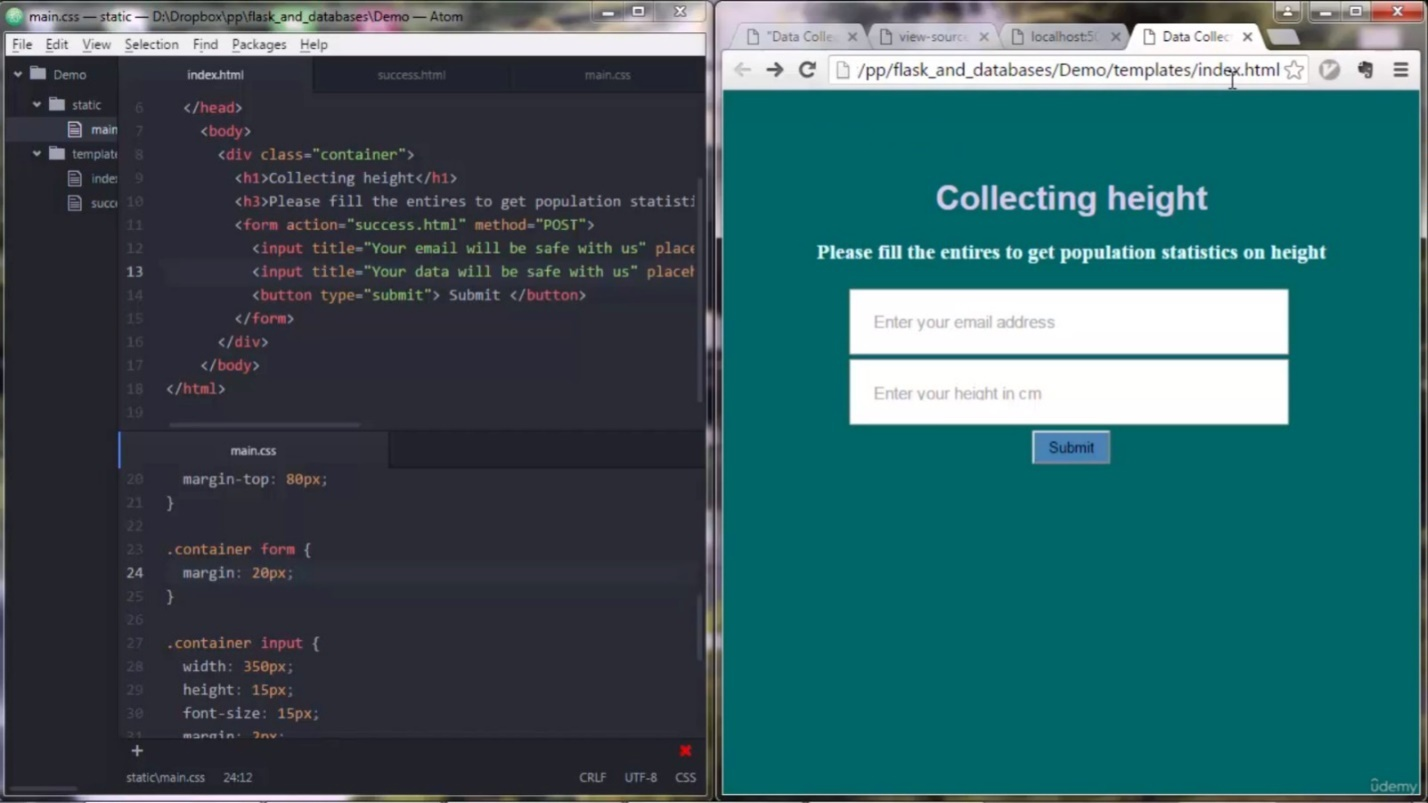 main.css — static — D:\Dropbox\pp\flask_and_databases\Demo — Atom
File Edit View Selection Find Packages Help
Demo
static
main
template
index
succe
index.html success.html main.css
6 </head>
7 <body>
8 <div class="container">
9 <h1>Collecting height</h1>
10 <h3>Please fill the entires to get population statisti
11 <form action="success.html" method="POST">
12 <input title="Your email will be safe with us" place
13 <input title="Your data will be safe with us" placeh
14 <button type="submit"> Submit </button>
15 </form>
16 </div>
17 </body>
18 </html>
19
main.css
20 margin-top: 80px;
21 }
22
23 .container form {
24 margin: 20px;
25 }
26
27 .container input {
28 width: 350px;
29 height: 15px;
30 font-size: 15px;
31 margin: 2px;
static\main.css 24:12 CRLF UTF-8 CSS
"Data Colle view-sourc localhost:50 Data Collec
/pp/flask_and_databases/Demo/templates/index.html
Collecting height
Please fill the entires to get population statistics on height
Enter your email address
Enter your height in cm
Submit
ûdemy